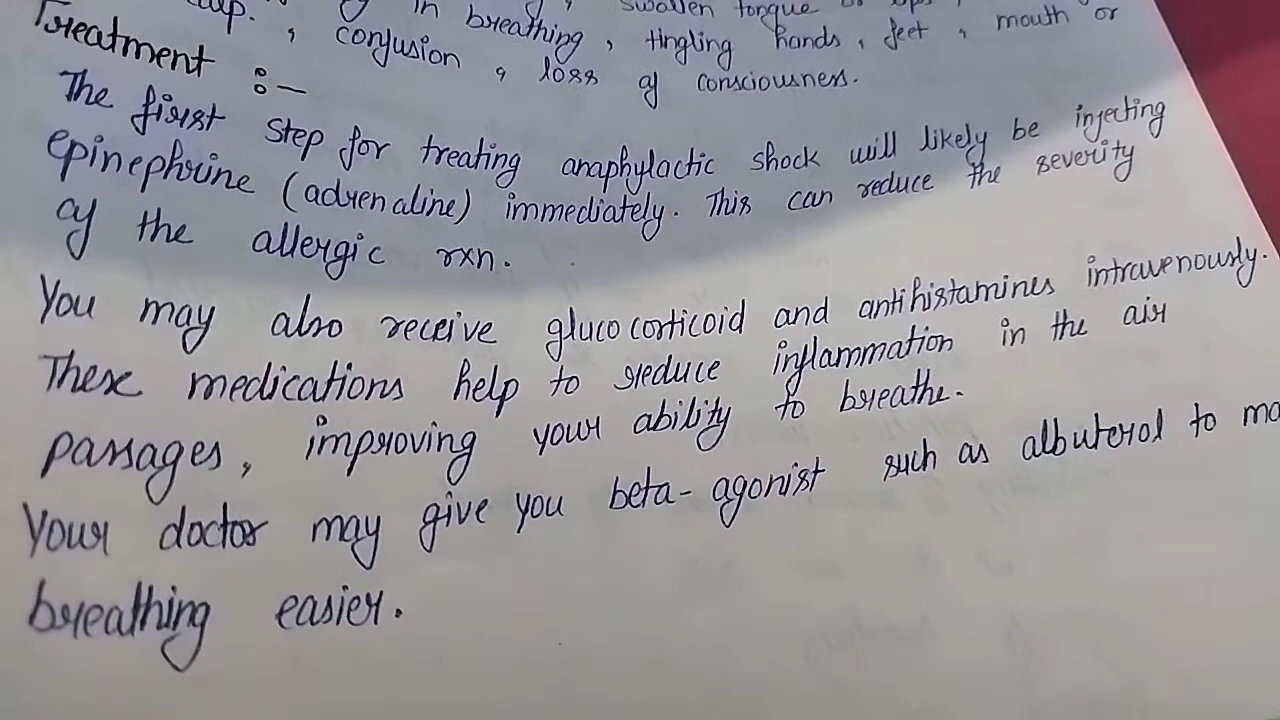 in breathing, swollen tongue
, confusion, loss of consciousness. tingling hands, feet, mouth or
Treatment :-
The first step for treating anaphylactic shock will likely be injecting
epinephrine (adrenaline) immediately. This can reduce the severity
of the allergic rxn.
You may also receive glucocorticoid and antihistamines intravenously.
These medications help to reduce inflammation in the air
passages, improving your ability to breathe.
Your doctor may give you beta-agonist such as albuterol to
breathing easier.